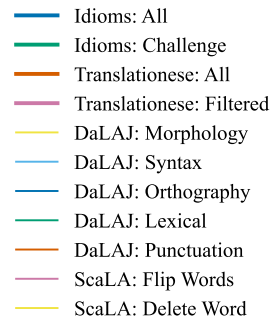 Idioms: All
Idioms: Challenge
Translationese: All
Translationese: Filtered
DaLAJ: Morphology
DaLAJ: Syntax
DaLAJ: Orthography
DaLAJ: Lexical
DaLAJ: Punctuation
ScaLA: Flip Words
ScaLA: Delete Word